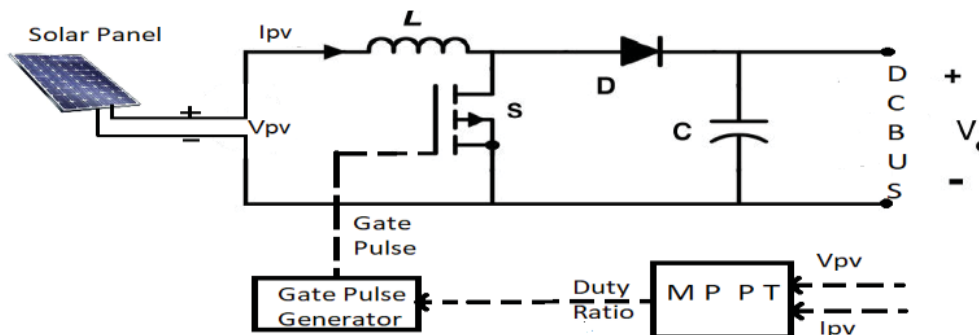 Solar Panel
Ipv
L
+
Vpv
−
S
D
C
D
C
B
U
S
+
V
-
Gate
Pulse
Gate Pulse
Generator
Duty
Ratio
M P P T
Vpv
Ipv